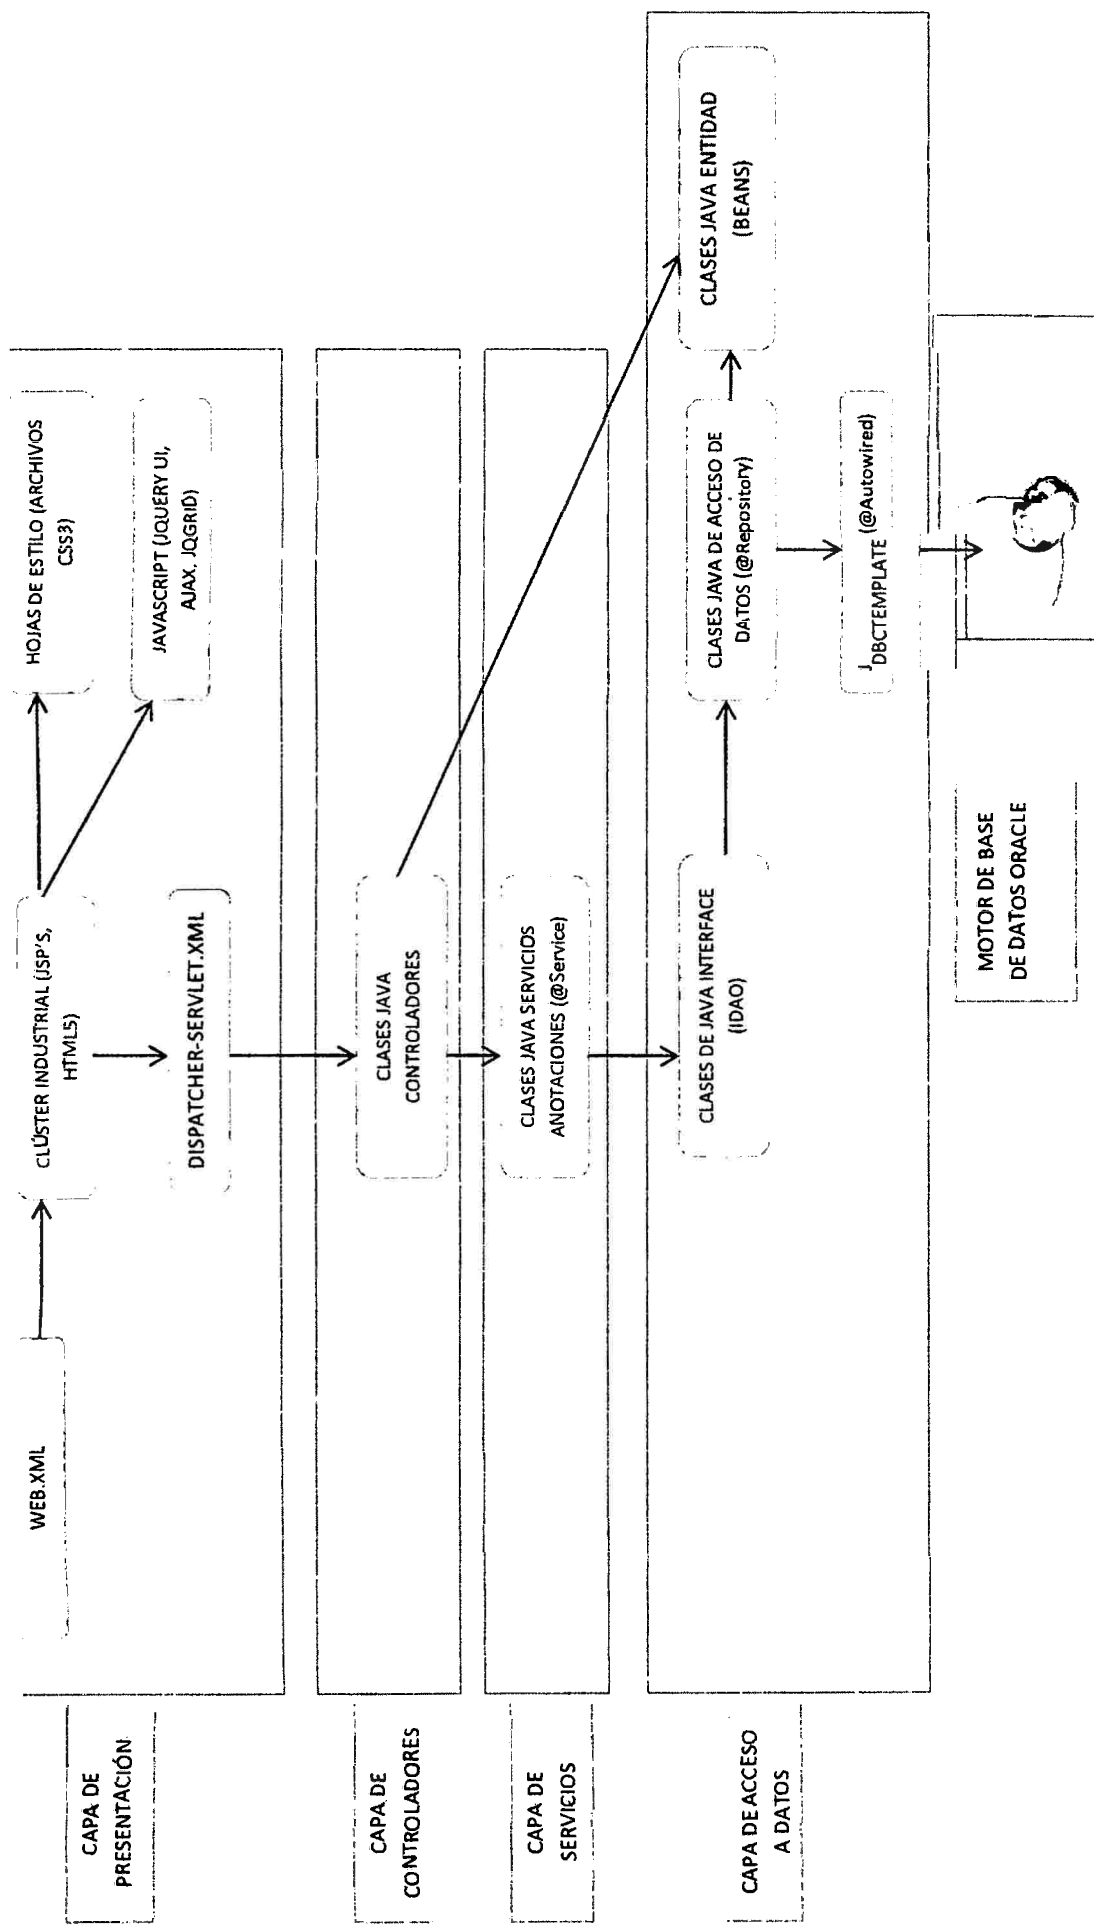 CAPA DE
PRESENTACIÓN
WEB.XML
CLÚSTER INDUSTRIAL (JSP'S,
HTML5)
HOJAS DE ESTILO (ARCHIVOS
CSS3)
JAVASCRIPT (JQUERY UI,
AJAX, JQGRID)
DISPATCHER-SERVLET.XML
CAPA DE
CONTROLADORES
CLASES JAVA
CONTROLADORES
CAPA DE
SERVICIOS
CLASES JAVA SERVICIOS
ANOTACIONES (@Service)
CAPA DE ACCESO
A DATOS
CLASES DE JAVA INTERFACE
(IDAO)
CLASES JAVA DE ACCESO DE
DATOS (@Repository)
CLASES JAVA ENTIDAD
(BEANS)
JDBCTEMPLATE (@Autowired)
MOTOR DE BASE
DE DATOS ORACLE